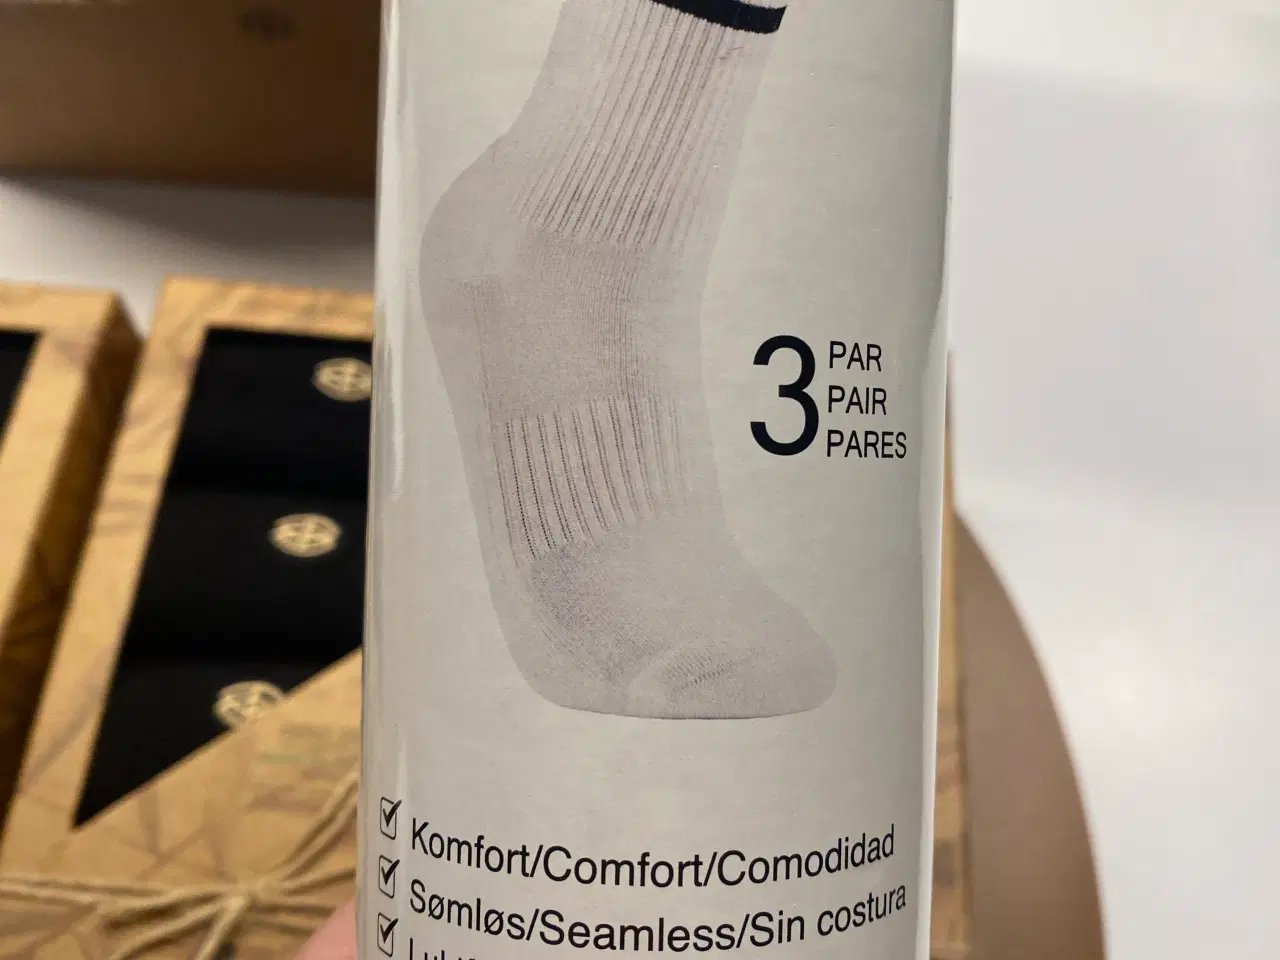 3
PAR
PAIR
PARES
Komfort/Comfort/Comodidad
Sømløs/Seamless/Sin costura